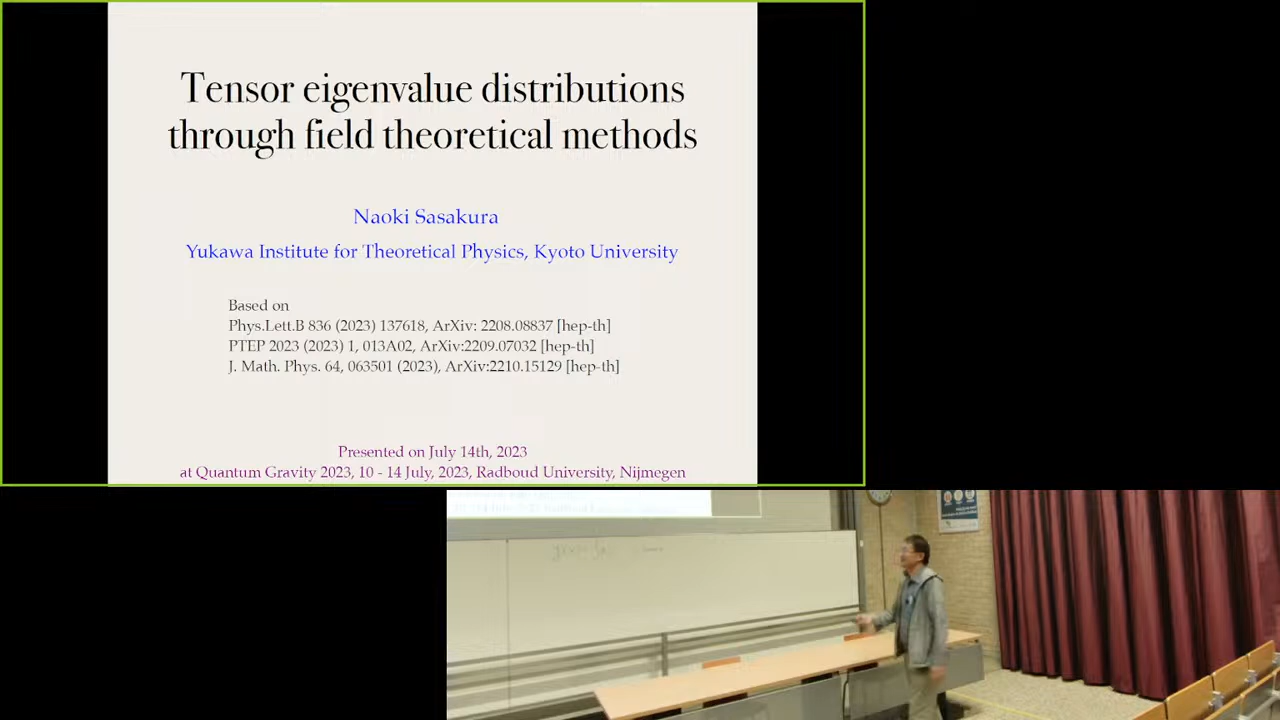 Tensor eigenvalue distributions
through field theoretical methods
Naoki Sasakura
Yukawa Institute for Theoretical Physics, Kyoto University
Based on
Phys.Lett.B 836 (2023) 137618, ArXiv: 2208.08837 [hep-th]
PTEP 2023 (2023) 1, 013A02, ArXiv:2209.07032 [hep-th]
J. Math. Phys. 64, 063501 (2023), ArXiv:2210.15129 [hep-th]
Presented on July 14th, 2023
at Quantum Gravity 2023, 10 - 14 July, 2023, Radboud University, Nijmegen